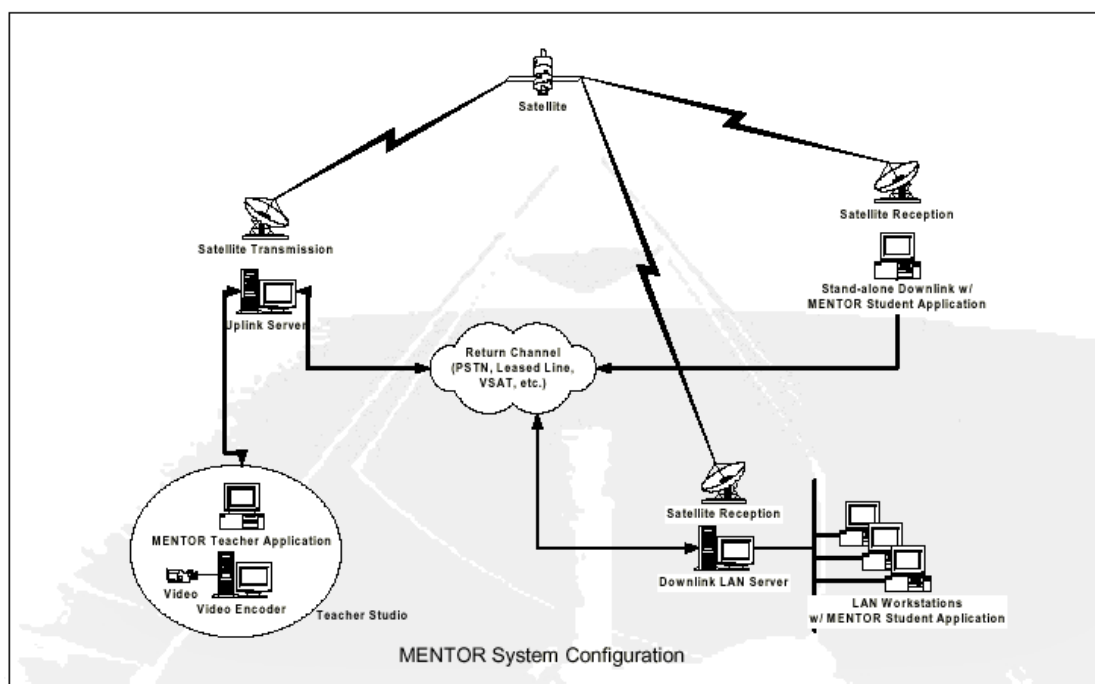 Satellite
Satellite Transmission
Uplink Server
Satellite Reception
Stand-alone Downlink w/
MENTOR Student Application
Return Channel
(PSTN, Leased Line,
VSAT, etc.)
MENTOR Teacher Application
Video
Video Encoder
Teacher Studio
Satellite Reception
Downlink LAN Server
LAN Workstations
w/ MENTOR Student Application
MENTOR System Configuration